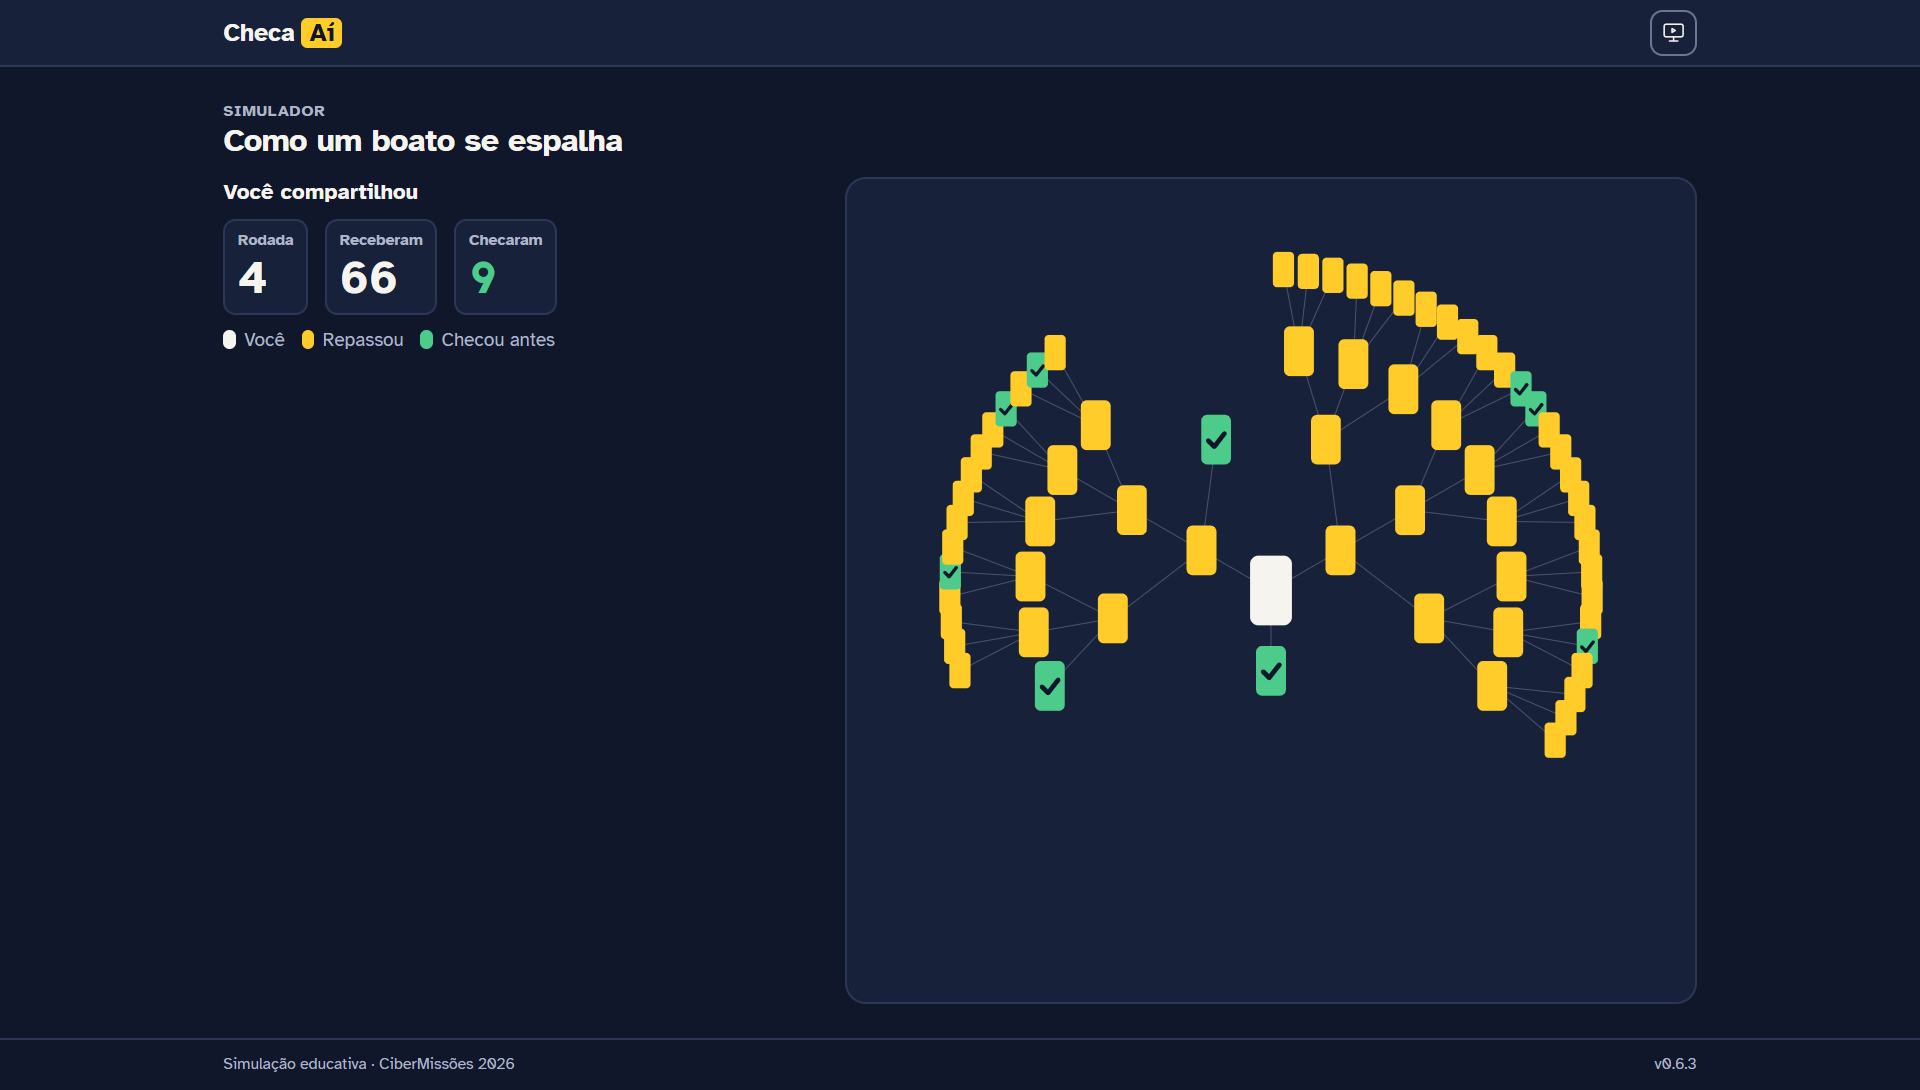 Checa Aí
SIMULADOR
Como um boato se espalha
Você compartilhou
Rodada
4
Receberam
66
Checaram
9
Você
Repassou
Checou antes
Simulação educativa · CiberMissões 2026
v0.6.3